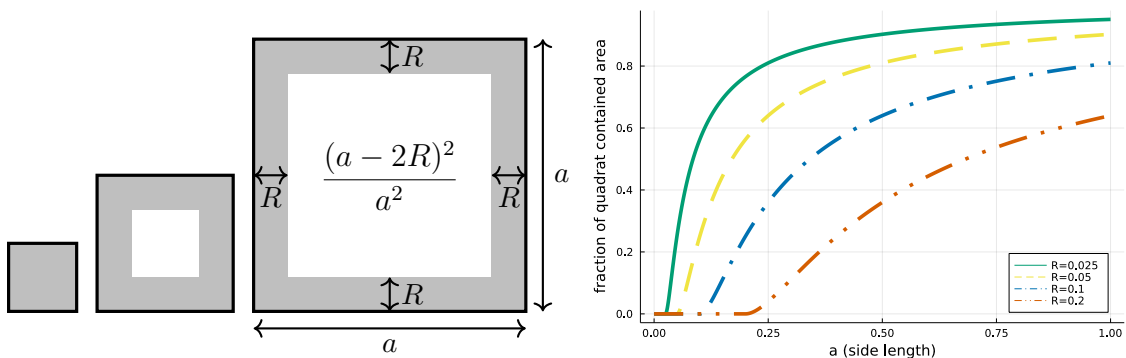 R
(a − 2R)²
a²
R
R
a
R
a
fraction of quadrat contained area
0.8
0.6
0.4
0.2
0.0
0.00
0.25
0.50
0.75
1.00
a (side length)
R=0.025
R=0.05
R=0.1
R=0.2